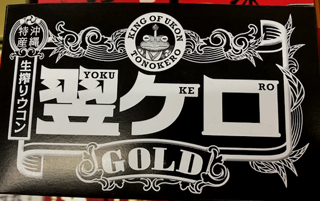 KING OF UKON
TONOKERO
沖縄
特産
生搾りウコン
YOKU KE RO
翌ケロ
GOLD